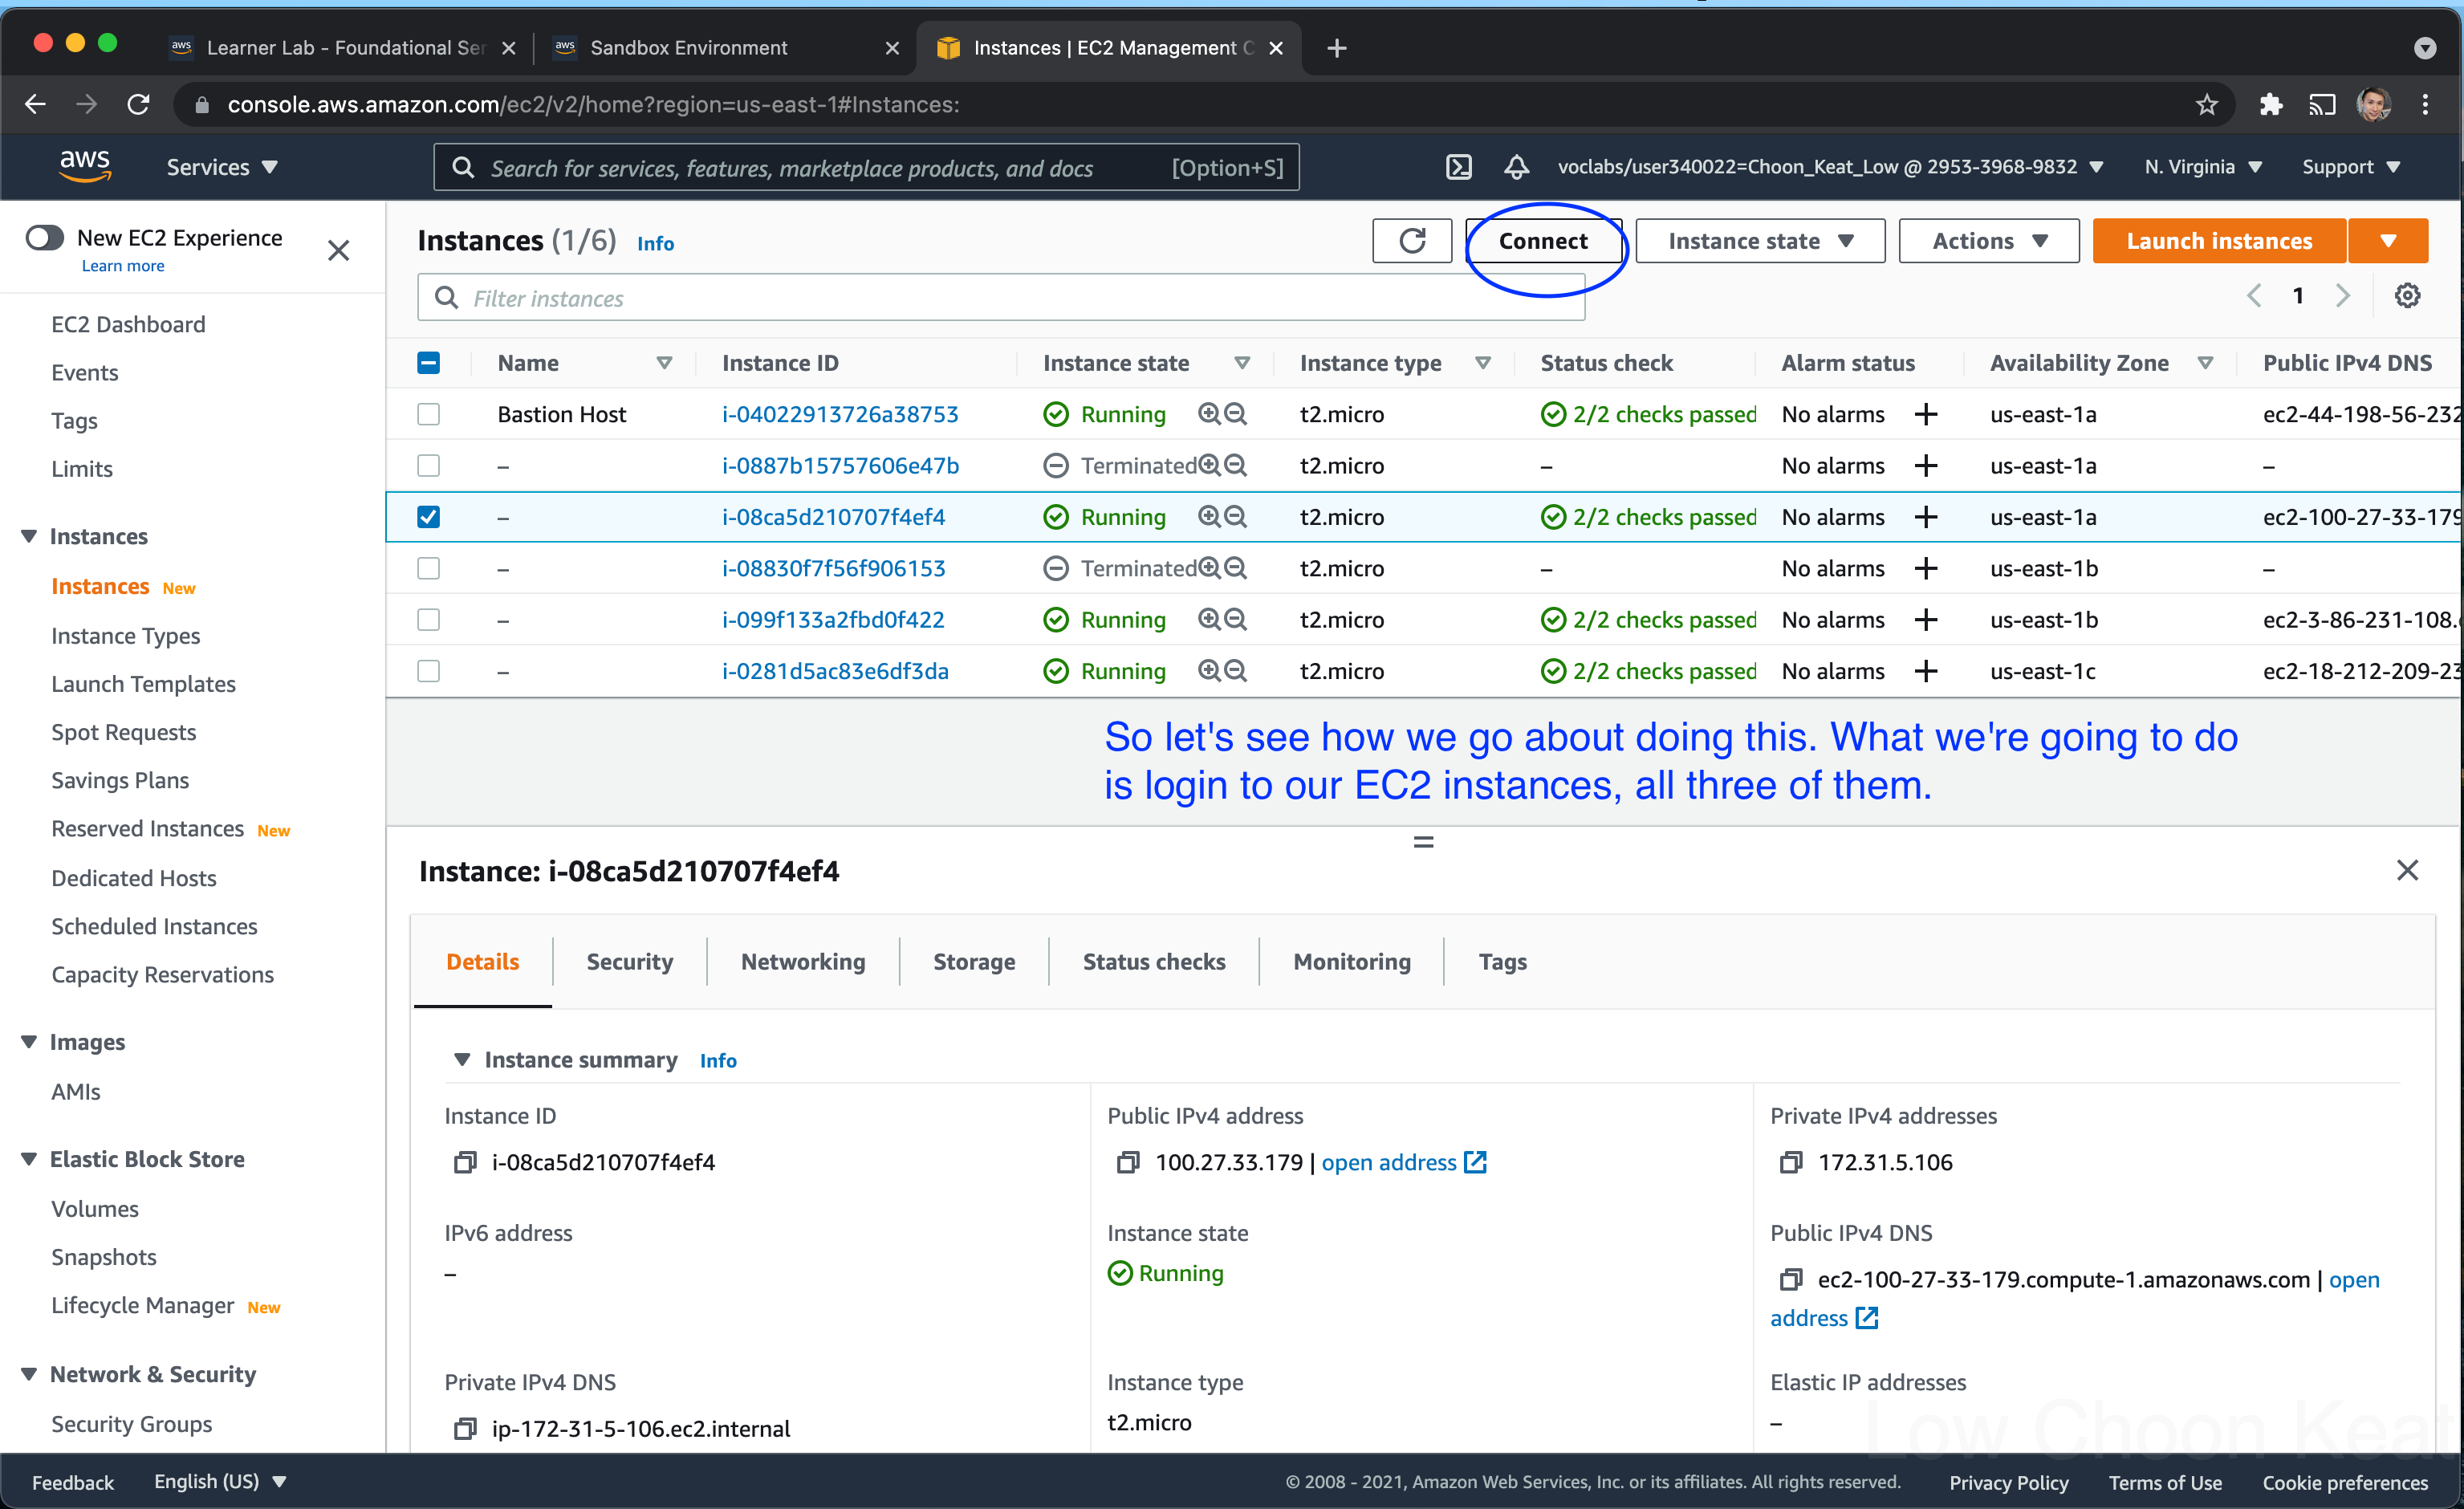 aws Learner Lab - Foundational Ser
aws Sandbox Environment
Instances | EC2 Management C
console.aws.amazon.com/ec2/v2/home?region=us-east-1#Instances:
aws Services Search for services, features, marketplace products, and docs [Option+S] voclabs/user340022=Choon_Keat_Low @ 2953-3968-9832 N. Virginia Support
New EC2 Experience
Learn more
EC2 Dashboard
Events
Tags
Limits
Instances
Instances New
Instance Types
Launch Templates
Spot Requests
Savings Plans
Reserved Instances New
Dedicated Hosts
Scheduled Instances
Capacity Reservations
Images
AMIs
Elastic Block Store
Volumes
Snapshots
Lifecycle Manager New
Network & Security
Security Groups
Instances (1/6) Info Connect Instance state Actions Launch instances
Filter instances 1
Name Instance ID Instance state Instance type Status check Alarm status Availability Zone Public IPv4 DNS
Bastion Host i-04022913726a38753 Running t2.micro 2/2 checks passed No alarms + us-east-1a ec2-44-198-56-232
– i-0887b15757606e47b Terminated t2.micro – No alarms + us-east-1a –
– i-08ca5d210707f4ef4 Running t2.micro 2/2 checks passed No alarms + us-east-1a ec2-100-27-33-179
– i-08830f7f56f906153 Terminated t2.micro – No alarms + us-east-1b –
– i-099f133a2fbd0f422 Running t2.micro 2/2 checks passed No alarms + us-east-1b ec2-3-86-231-108.
– i-0281d5ac83e6df3da Running t2.micro 2/2 checks passed No alarms + us-east-1c ec2-18-212-209-23
So let's see how we go about doing this. What we're going to do
is login to our EC2 instances, all three of them.
Instance: i-08ca5d210707f4ef4
Details Security Networking Storage Status checks Monitoring Tags
Instance summary Info
Instance ID
i-08ca5d210707f4ef4
Public IPv4 address
100.27.33.179 | open address
Private IPv4 addresses
172.31.5.106
IPv6 address
–
Instance state
Running
Public IPv4 DNS
ec2-100-27-33-179.compute-1.amazonaws.com | open
address
Private IPv4 DNS
ip-172-31-5-106.ec2.internal
Instance type
t2.micro
Elastic IP addresses
–
Low Choon Keat
Feedback English (US) © 2008 - 2021, Amazon Web Services, Inc. or its affiliates. All rights reserved. Privacy Policy Terms of Use Cookie preferences